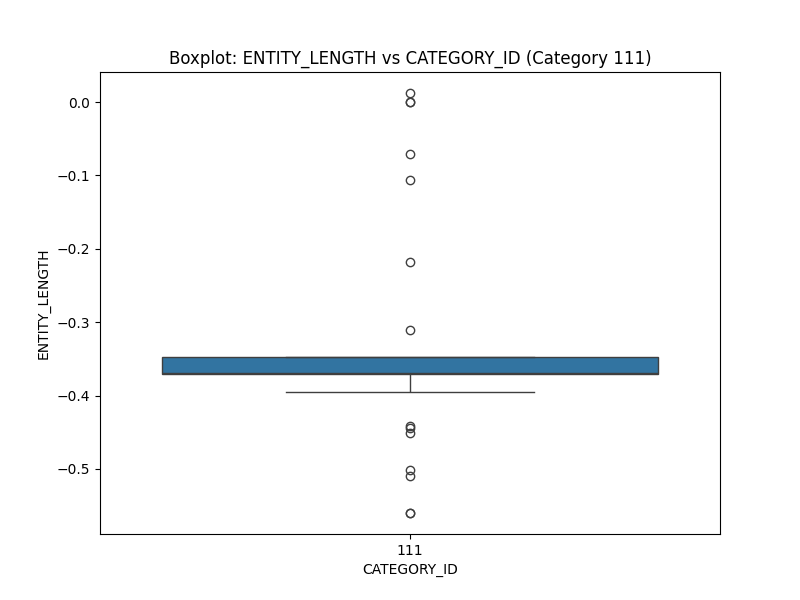 Boxplot: ENTITY_LENGTH vs CATEGORY_ID (Category 111)
0.0
−0.1
−0.2
−0.3
−0.4
−0.5
ENTITY_LENGTH
111
CATEGORY_ID